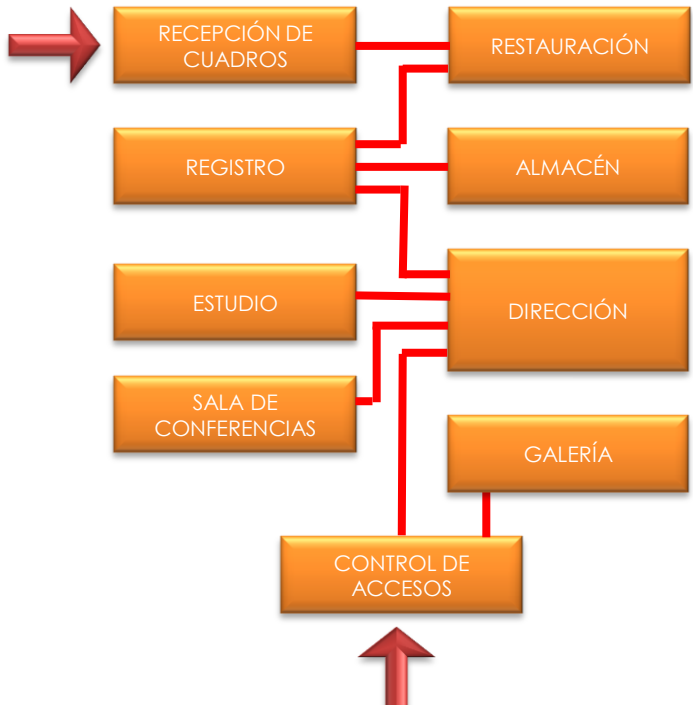 RECEPCIÓN DE
CUADROS
RESTAURACIÓN
REGISTRO
ALMACÉN
ESTUDIO
DIRECCIÓN
SALA DE
CONFERENCIAS
GALERÍA
CONTROL DE
ACCESOS